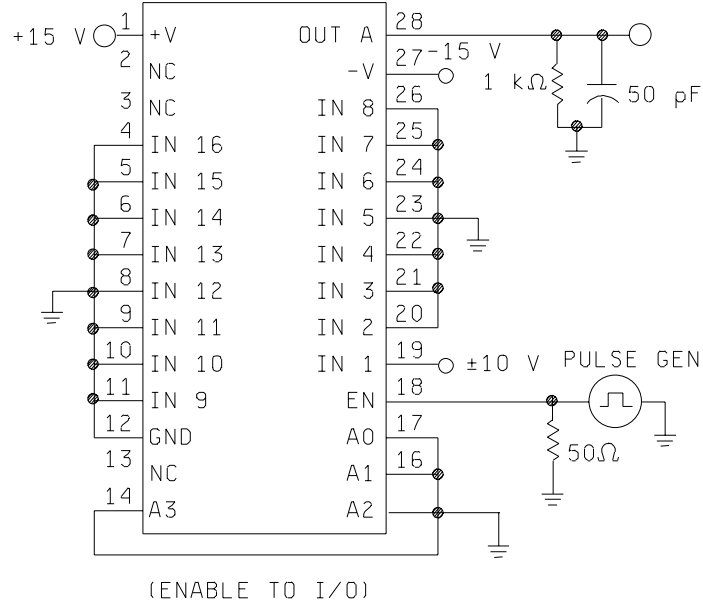 +15 V
1 +V
2 NC
3 NC
4 IN 16
5 IN 15
6 IN 14
7 IN 13
8 IN 12
9 IN 11
10 IN 10
11 IN 9
12 GND
13 NC
14 A3
OUT A 28
-V 27 -15 V
IN 8 26
IN 7 25
IN 6 24
IN 5 23
IN 4 22
IN 3 21
IN 2 20
IN 1 19 ±10 V
EN 18
A0 17
A1 16
A2
1 kΩ
50 pF
PULSE GEN
50Ω
(ENABLE TO I/O)